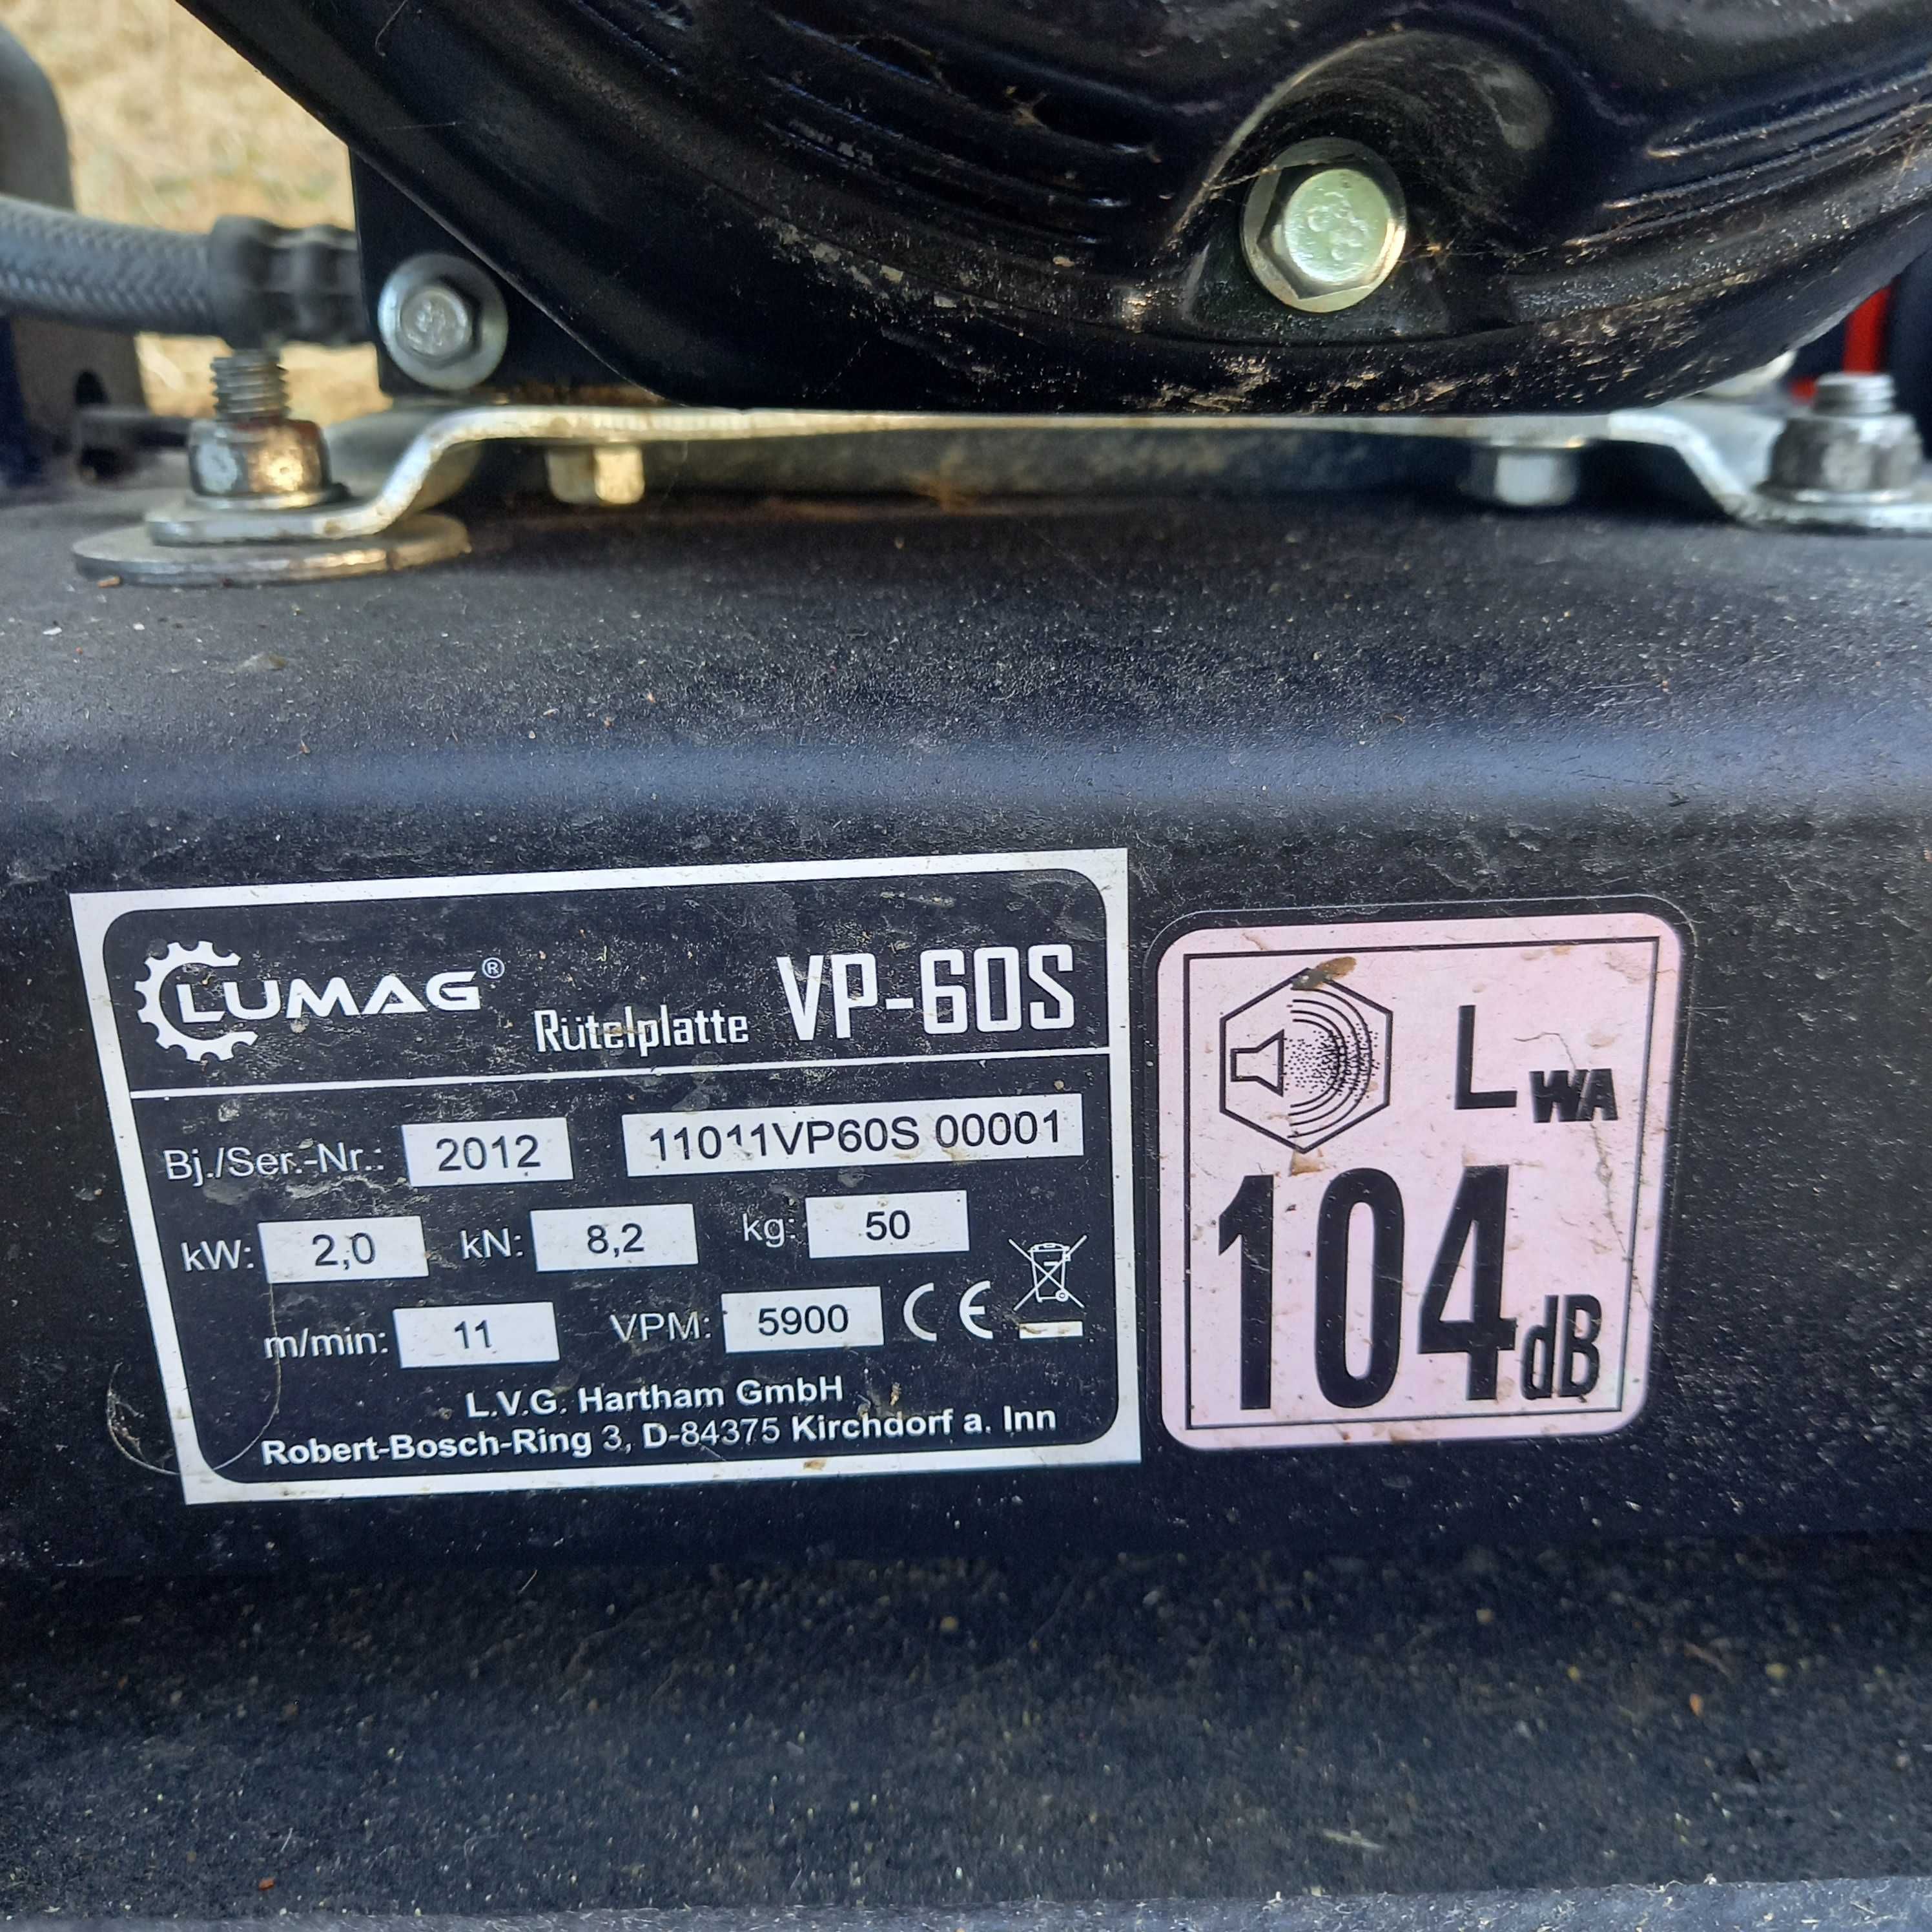 LUMAG® Rütelplatte VP-60S
Bj./Ser.-Nr.: 2012 11011VP60S 00001
kW: 2,0 kN: 8,2 kg: 50
m/min: 11 VPM: 5900 CE
L.V.G. Hartham GmbH
Robert-Bosch-Ring 3, D-84375 Kirchdorf a. Inn
LWA
104dB